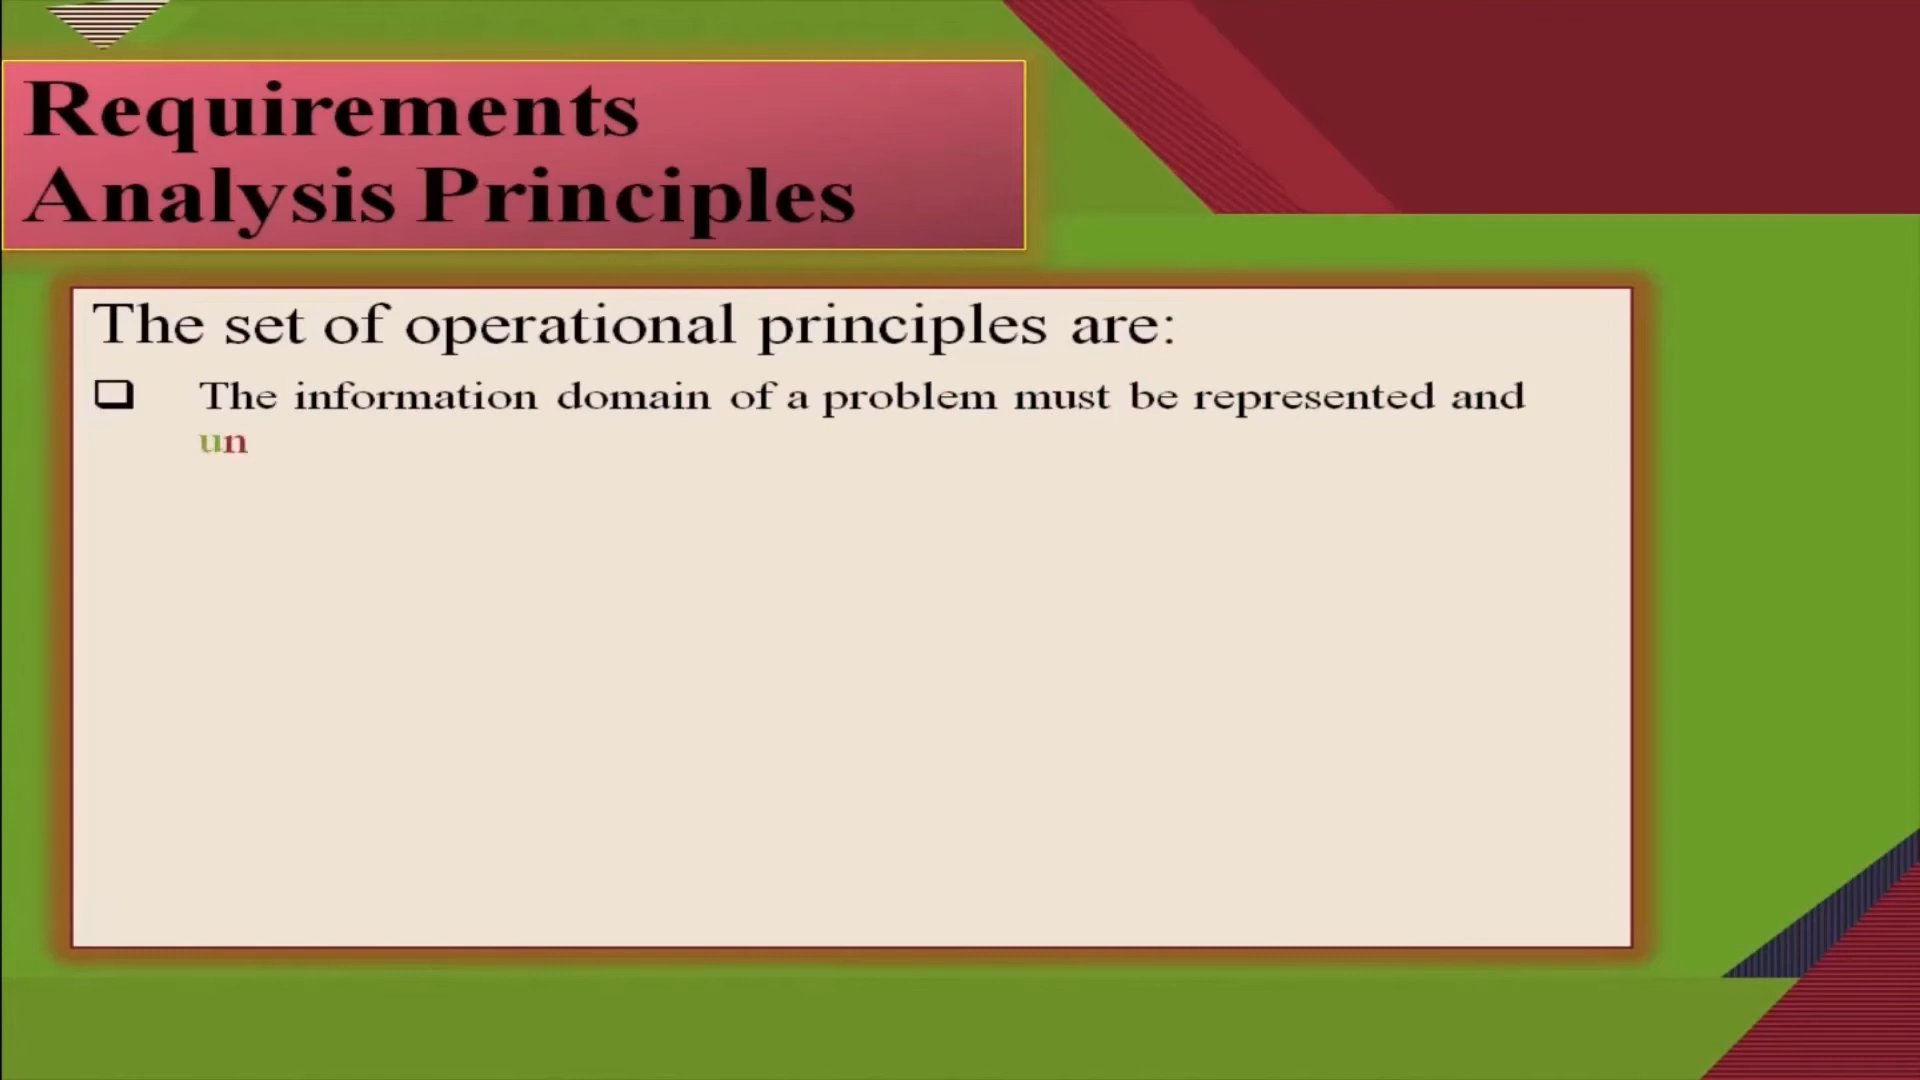 Requirements
Analysis Principles
The set of operational principles are:
❑ The information domain of a problem must be represented and
un